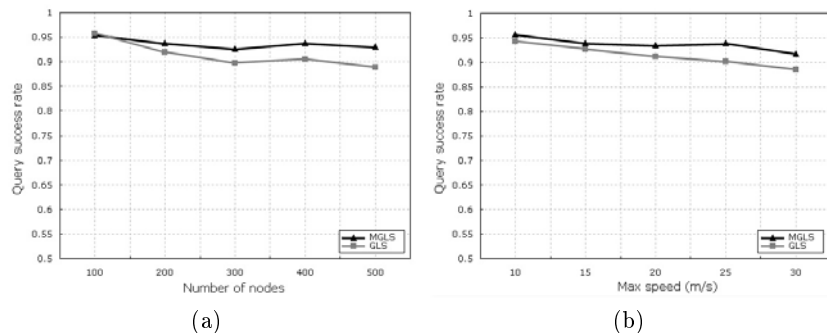 1
0.95
0.9
0.85
0.8
0.75
0.7
0.65
0.6
0.55
0.5
Query success rate
MGLS
GLS
100 200 300 400 500
Number of nodes
(a)
1
0.95
0.9
0.85
0.8
0.75
0.7
0.65
0.6
0.55
0.5
Query success rate
MGLS
GLS
10 15 20 25 30
Max speed (m/s)
(b)